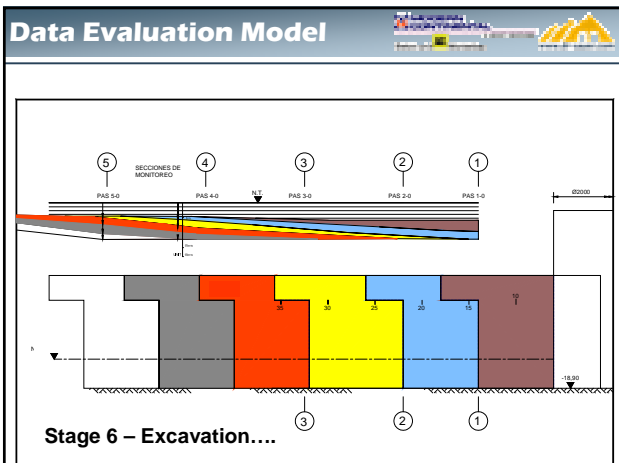 Data Evaluation Model
5 SECCIONES DE MONITOREO 4 3 2 1
PAS 5-0 PAS 4-0 N.T. PAS 3-0 PAS 2-0 PAS 1-0 Ø2000
35 30 25 20 15 10
N
-18,90
3 2 1
Stage 6 – Excavation….